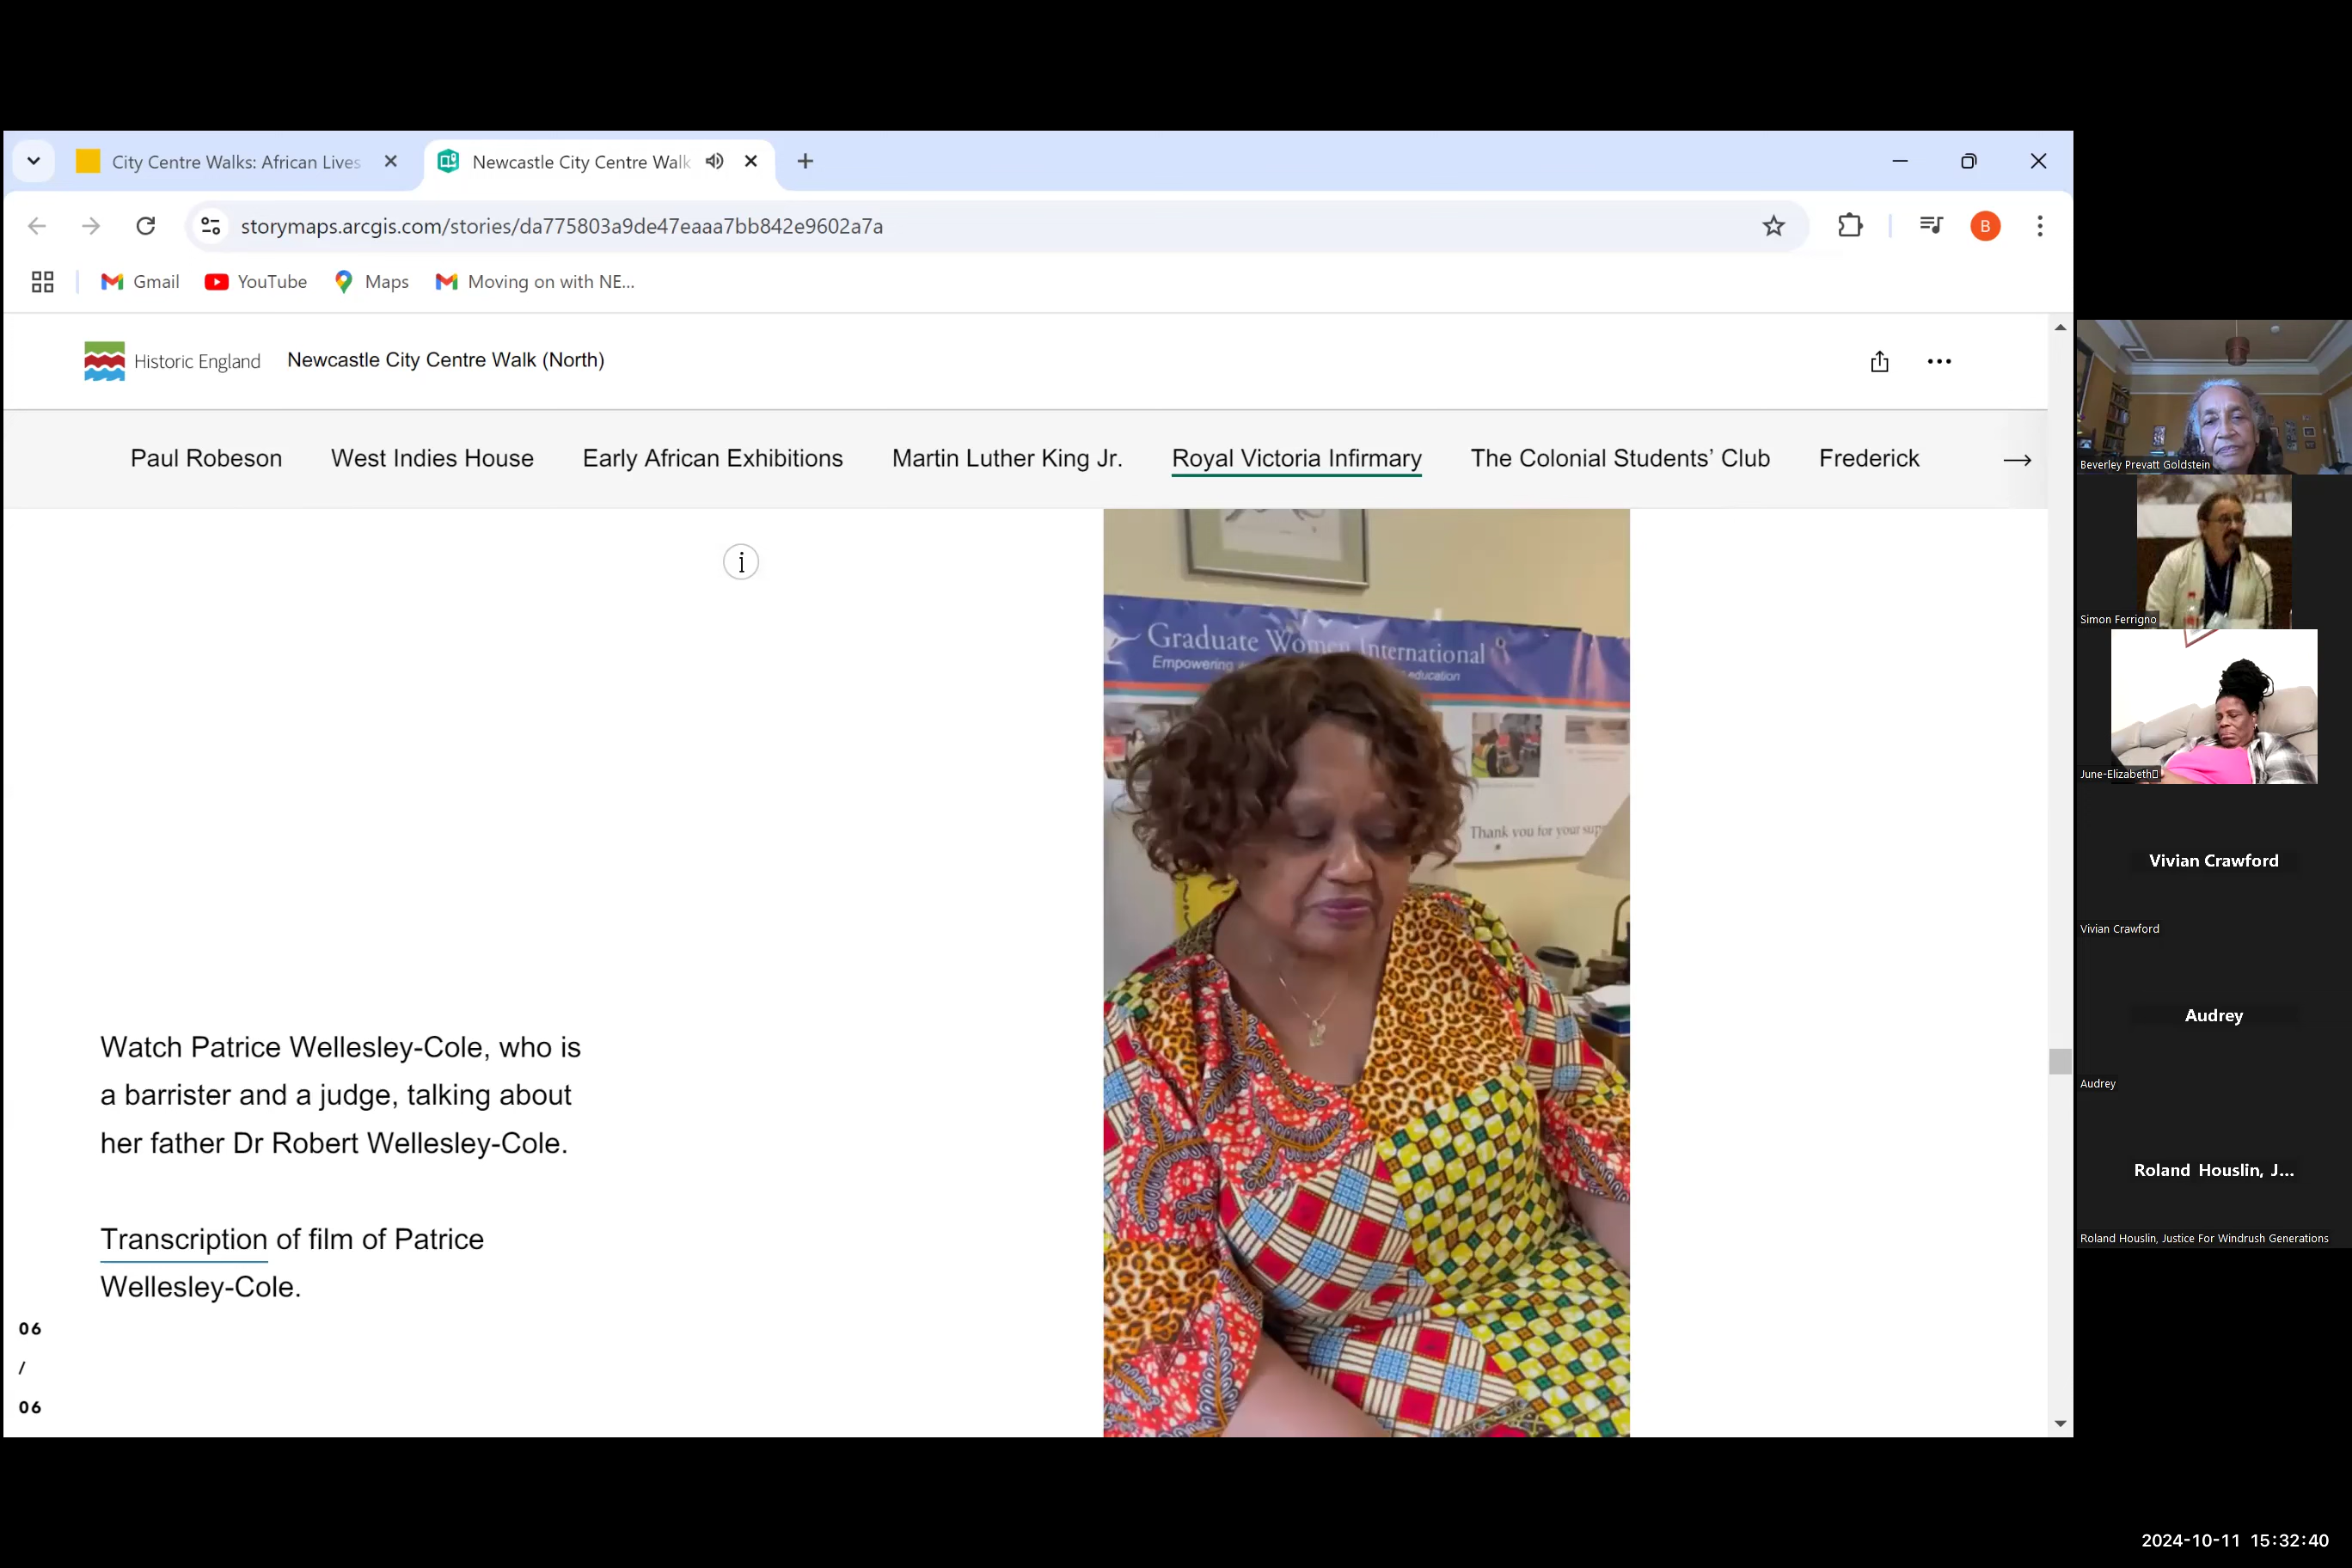 City Centre Walks: African Lives
Newcastle City Centre Walk
storymaps.arcgis.com/stories/da775803a9de47eaaa7bb842e9602a7a
B
Gmail
YouTube
Maps
Moving on with NE...
Historic England
Newcastle City Centre Walk (North)
Paul Robeson
West Indies House
Early African Exhibitions
Martin Luther King Jr.
Royal Victoria Infirmary
The Colonial Students’ Club
Frederick
i
Graduate Women International
Empowering
education
Thank you for your
Watch Patrice Wellesley-Cole, who is
a barrister and a judge, talking about
her father Dr Robert Wellesley-Cole.
Transcription of film of Patrice
Wellesley-Cole.
06
/
06
Beverley Prevatt Goldstein
Simon Ferrigno
June-Elizabeth
Vivian Crawford
Vivian Crawford
Audrey
Audrey
Roland Houslin, J...
Roland Houslin, Justice For Windrush Generations
2024-10-11 15:32:40